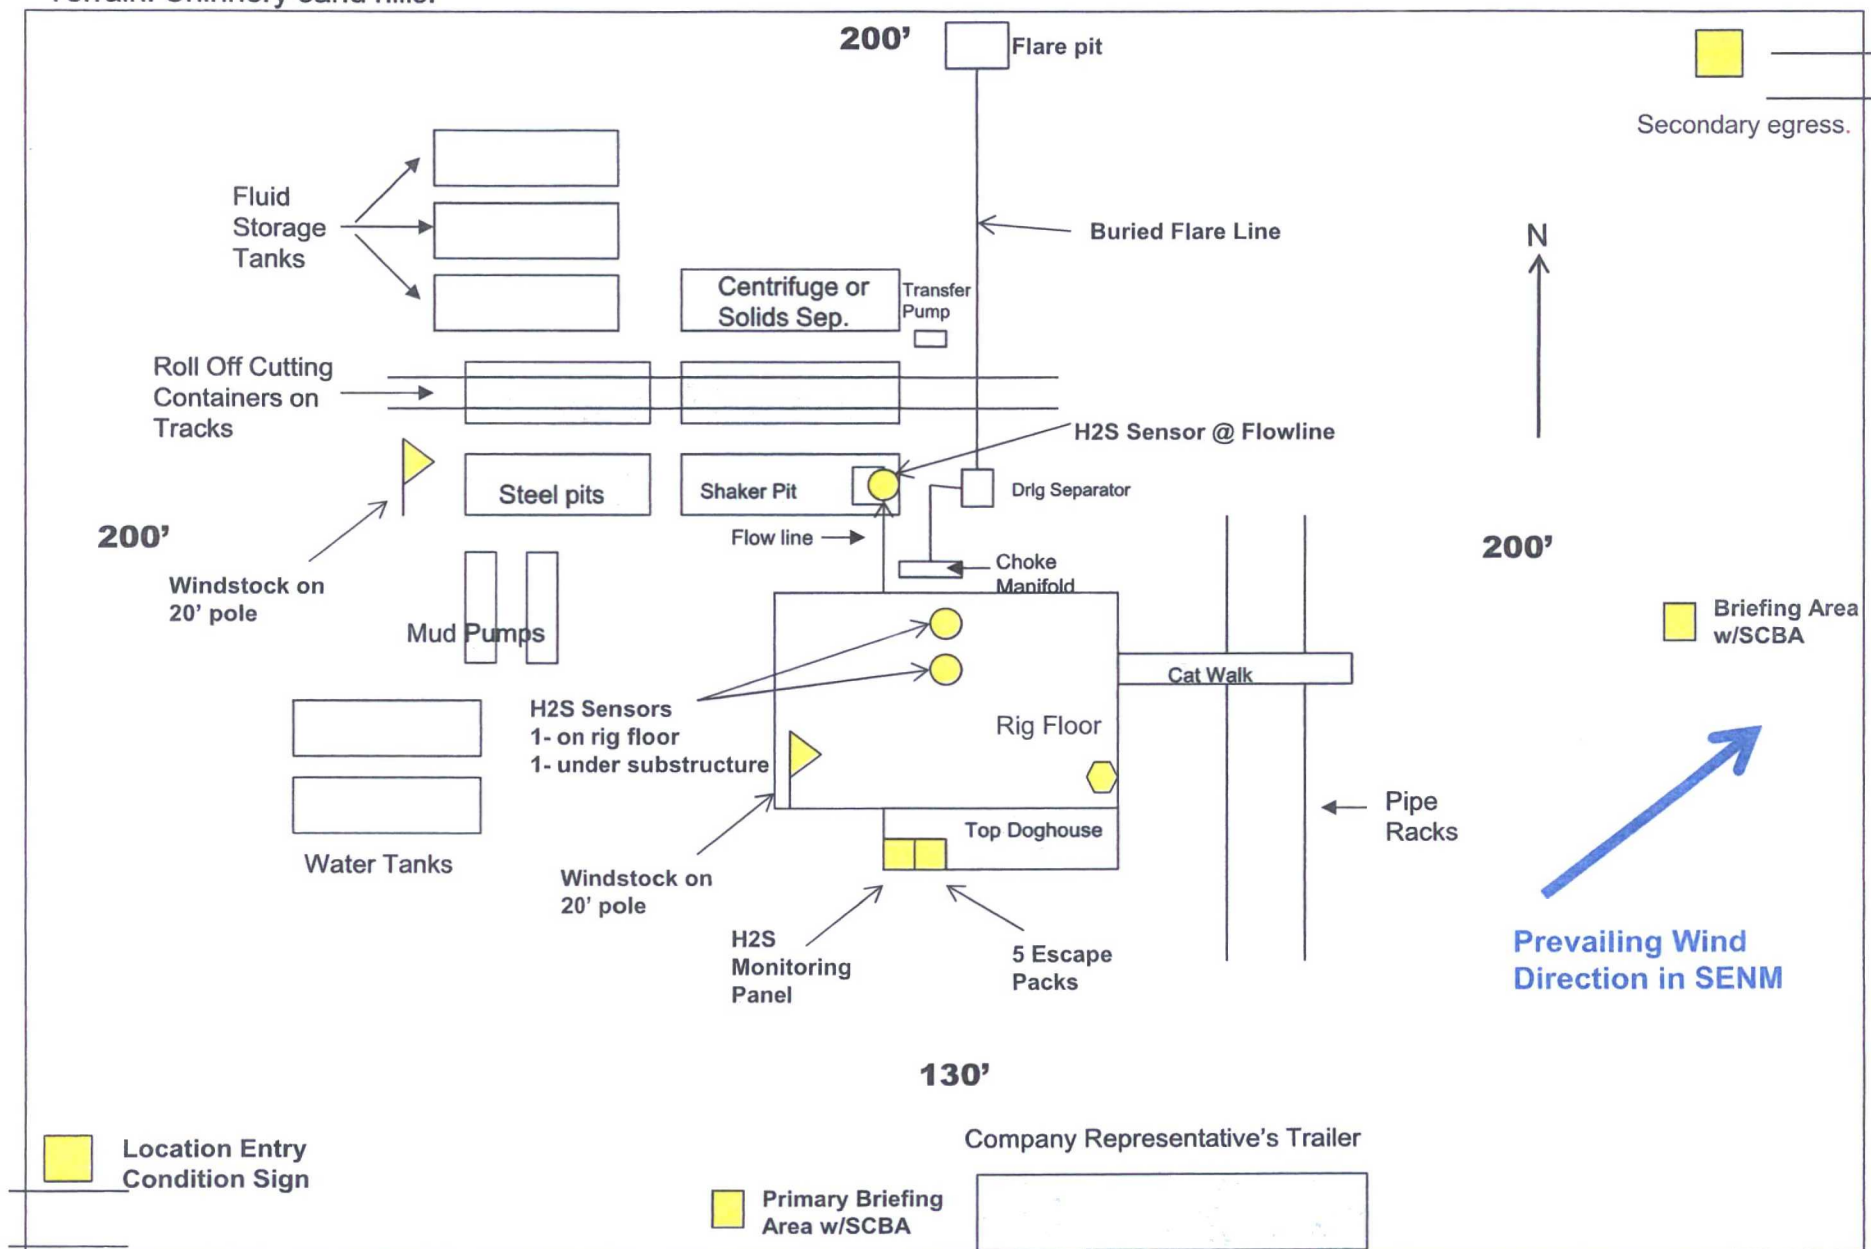 Terrain: Shinnery sand hills.
200’
Flare pit
Secondary egress.
Fluid
Storage
Tanks
Buried Flare Line
N
Centrifuge or
Solids Sep.
Transfer
Pump
Roll Off Cutting
Containers on
Tracks
H2S Sensor @ Flowline
Steel pits
Shaker Pit
Drlg Separator
200’
Flow line
200’
Choke
Manifold
Windstock on
20’ pole
Mud Pumps
Briefing Area
w/SCBA
Cat Walk
H2S Sensors
1- on rig floor
1- under substructure
Rig Floor
Pipe
Racks
Top Doghouse
Water Tanks
Windstock on
20’ pole
H2S
Monitoring
Panel
5 Escape
Packs
Prevailing Wind
Direction in SENM
130’
Location Entry
Condition Sign
Company Representative’s Trailer
Primary Briefing
Area w/SCBA